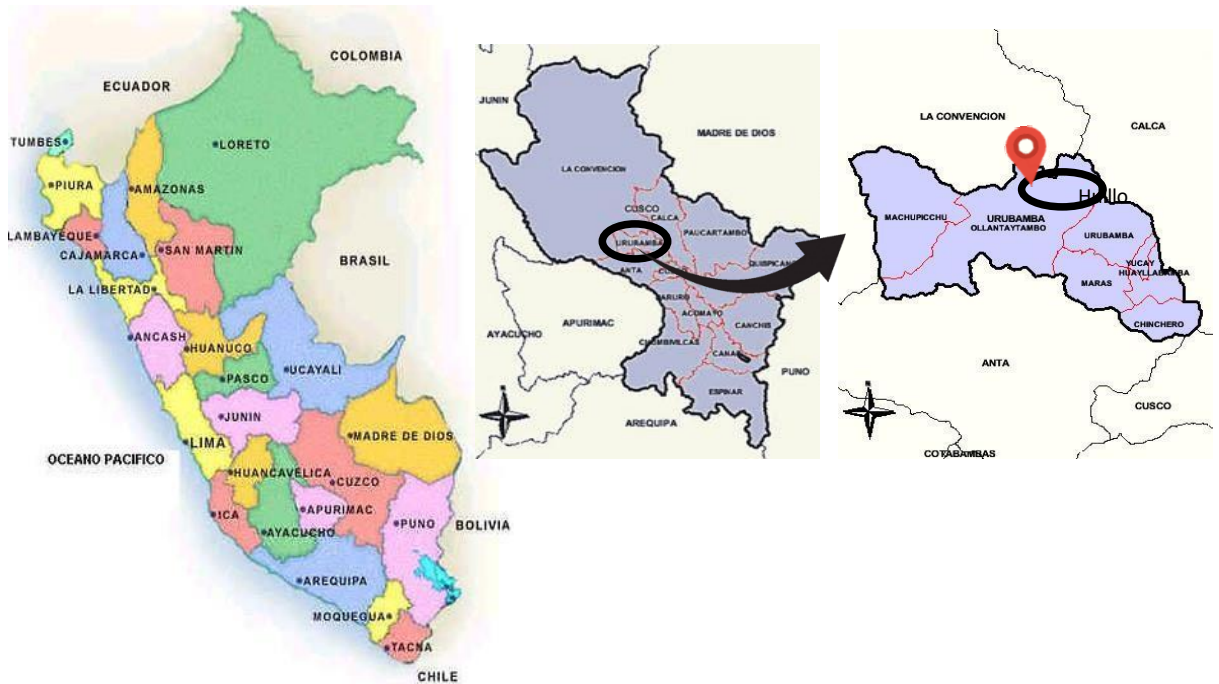 COLOMBIA
ECUADOR
TUMBES
LORETO
PIURA
AMAZONAS
LAMBAYEQUE
SAN MARTIN
CAJAMARCA
BRASIL
LA LIBERTAD
ANCASH
HUANUCO
UCAYALI
PASCO
JUNIN
LIMA
MADRE DE DIOS
OCEANO PACIFICO
HUANCAVELICA
CUZCO
ICA
APURIMAC
PUNO
BOLIVIA
AYACUCHO
AREQUIPA
MOQUEGUA
TACNA
CHILE
JUNIN
MADRE DE DIOS
LA CONVENCION
CUSCO
CALCA
PAUCARTAMBO
URUBAMBA
ANTA
ACOMAYO
APURIMAC
AYACUCHO
CANCHIS
CHUMBIVILCAS
PUNO
ESPINAR
AREQUIPA
LA CONVENCION
CALCA
MACHUPICCHU
URUBAMBA
OLLANTAYTAMBO
URUBAMBA
YUCAY
HUAYLLABAMBA
MARAS
CHINCHERO
ANTA
CUSCO
COTABAMBAS